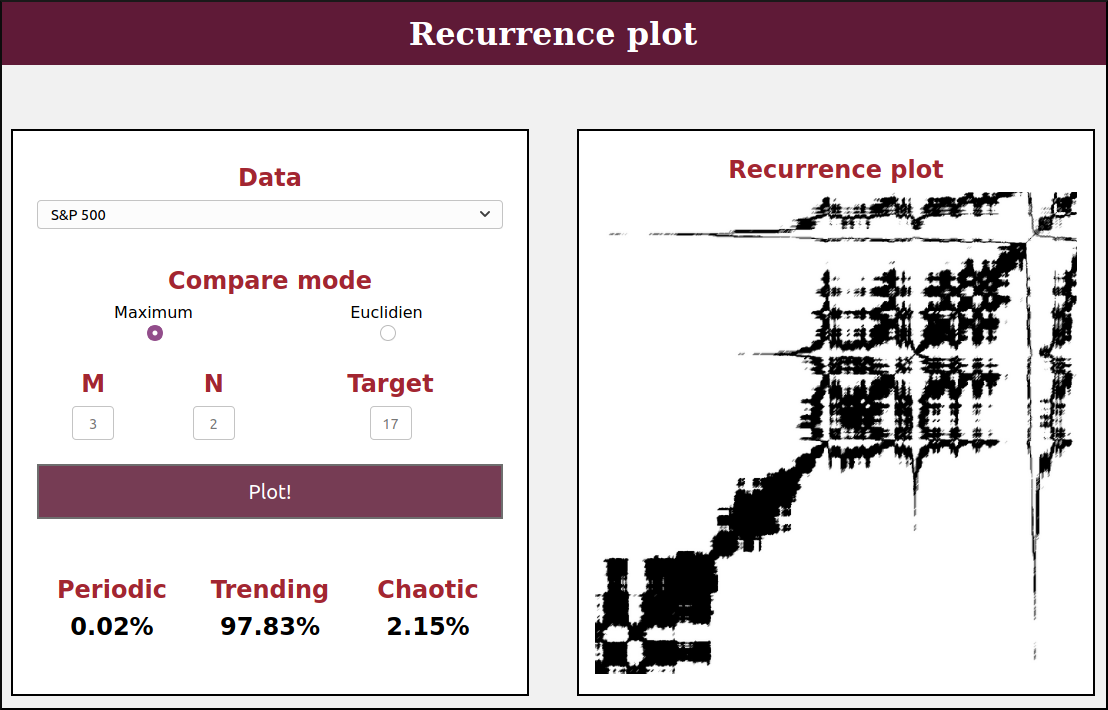 Recurrence plot
Data
S&P 500
Compare mode
Maximum Euclidien
M N Target
3 2 17
Plot!
Periodic Trending Chaotic
0.02% 97.83% 2.15%
Recurrence plot